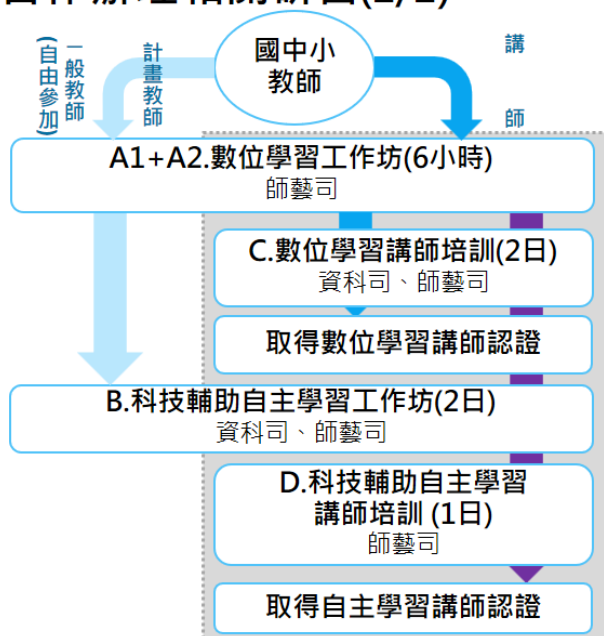 國中小
教師
講
師
計畫教師
一般教師
(自由參加)
A1+A2.數位學習工作坊(6小時)
師藝司
C.數位學習講師培訓(2日)
資科司、師藝司
取得數位學習講師認證
B.科技輔助自主學習工作坊(2日)
資科司、師藝司
D.科技輔助自主學習
講師培訓 (1日)
師藝司
取得自主學習講師認證